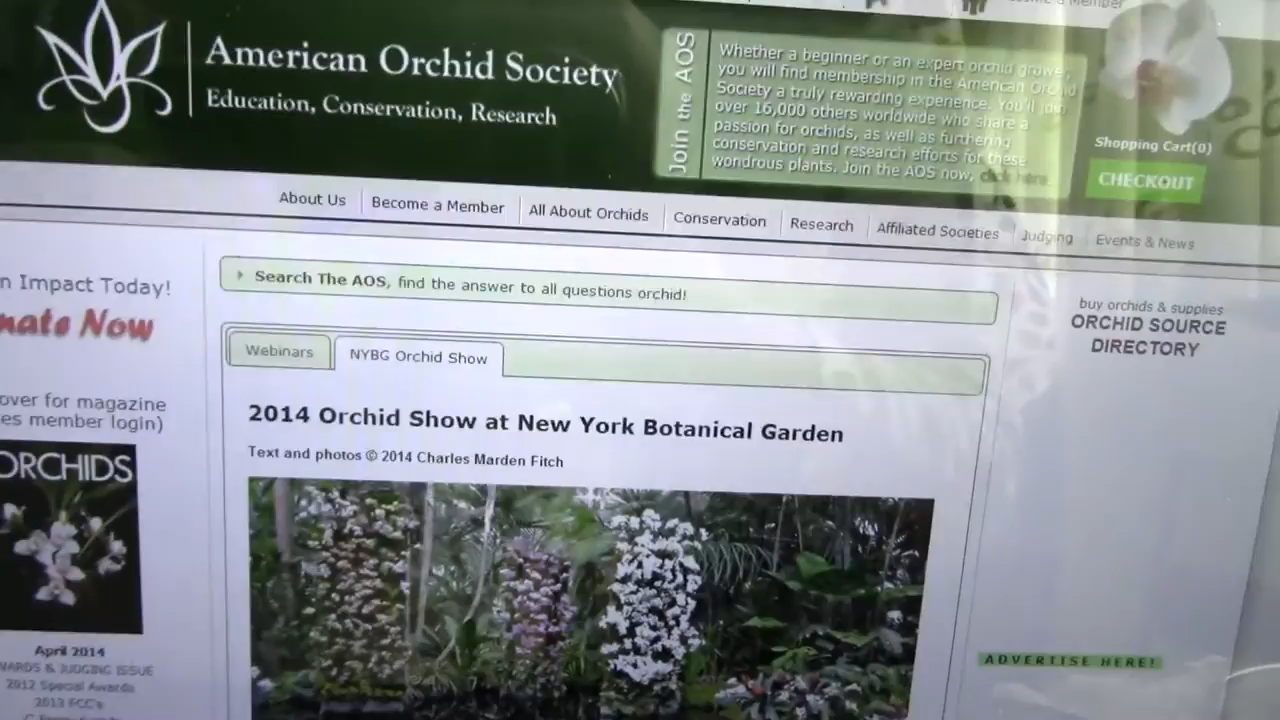 American Orchid Society
Education, Conservation, Research
Join the AOS
Whether a beginner or an expert orchid grower,
you will find membership in the American Orchid
Society a truly rewarding experience. You'll join
over 16,000 others worldwide who share a
passion for orchids, as well as furthering
conservation and research efforts for these
wondrous plants. Join the AOS now, click here.
Shopping Cart(0)
CHECKOUT
About Us
Become a Member
All About Orchids
Conservation
Research
Affiliated Societies
Judging
Events & News
n Impact Today!
nate Now
over for magazine
es member login)
ORCHIDS
April 2014
WARDS & JUDGING ISSUE
2012 Special Awards
2013 FCC's
Search The AOS, find the answer to all questions orchid!
Webinars
NYBG Orchid Show
2014 Orchid Show at New York Botanical Garden
Text and photos © 2014 Charles Marden Fitch
buy orchids & supplies
ORCHID SOURCE
DIRECTORY
ADVERTISE HERE!